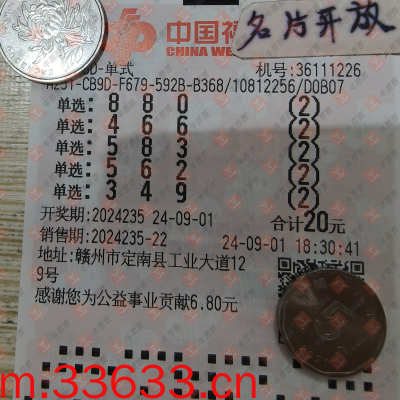 中国福
CHINA WE
名片开放
3D-单式 机号:36111226
A251-CB9D-F679-592B-B368/10812256/D0B07
单选: 8 8 0 (2)
单选: 4 6 6 (2)
单选: 5 8 3 (2)
单选: 5 6 2 (2)
单选: 3 4 9 (2)
开奖期:2024235 24-09-01 合计20元
销售期:2024235-22 24-09-01 18:30:41
地址:赣州市定南县工业大道12
9号
感谢您为公益事业贡献6.80元
m.33633.cn